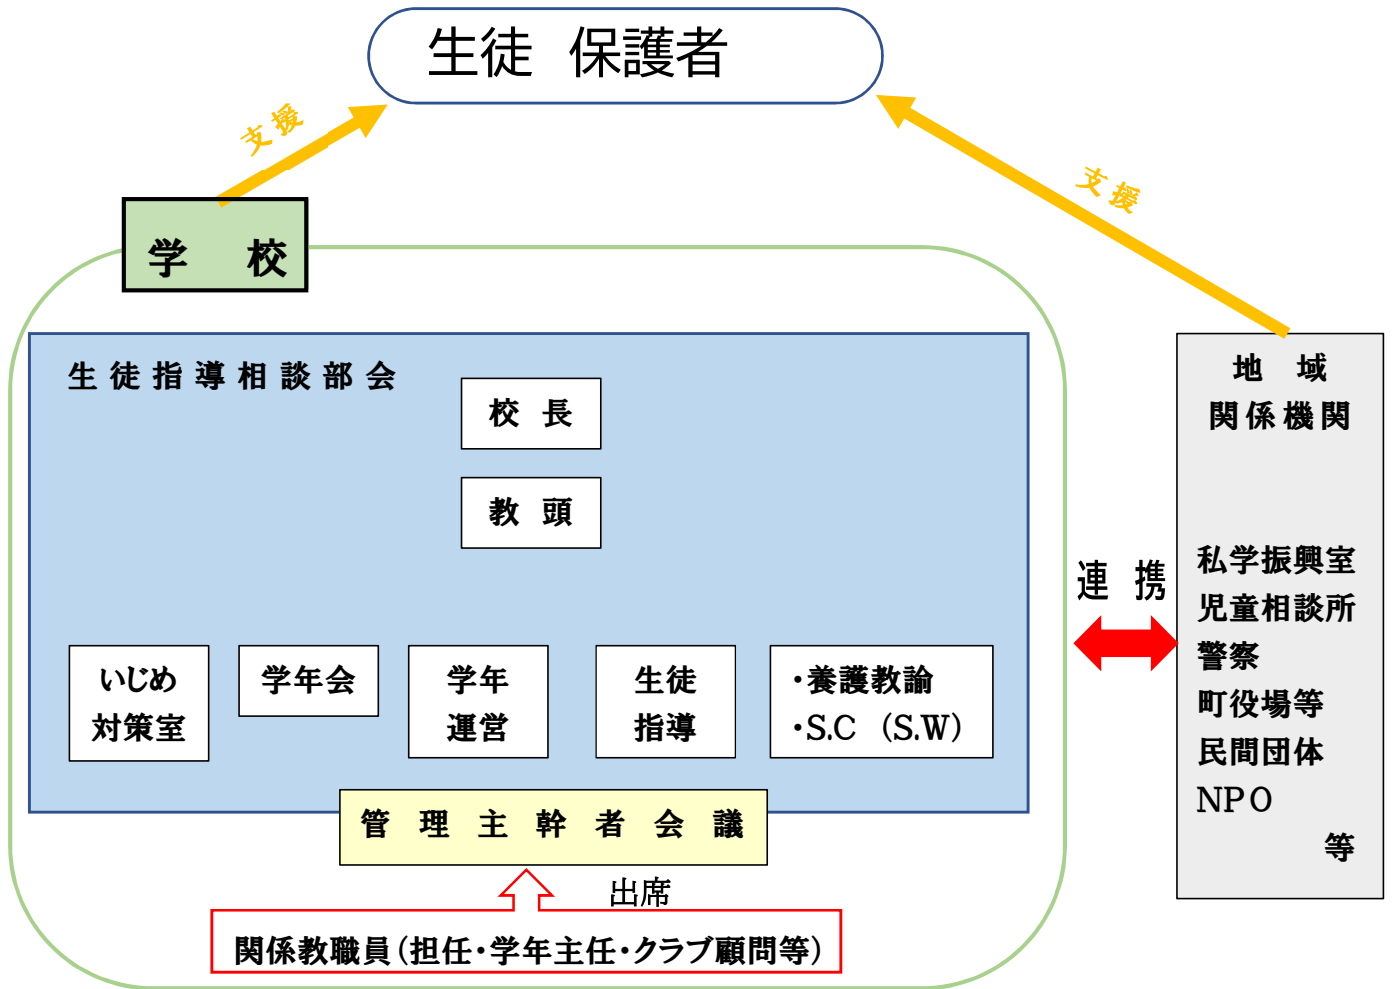 生徒　保護者
支援
支援
学　校
生徒指導相談部会
校長
教頭
いじめ
対策室
学年会
学年
運営
生徒
指導
・養護教諭
・S.C （S.W）
管理主幹者会議
出席
関係教職員（担任・学年主任・クラブ顧問等）
連携
地　域
関係機関
私学振興室
児童相談所
警察
町役場等
民間団体
NPO
等